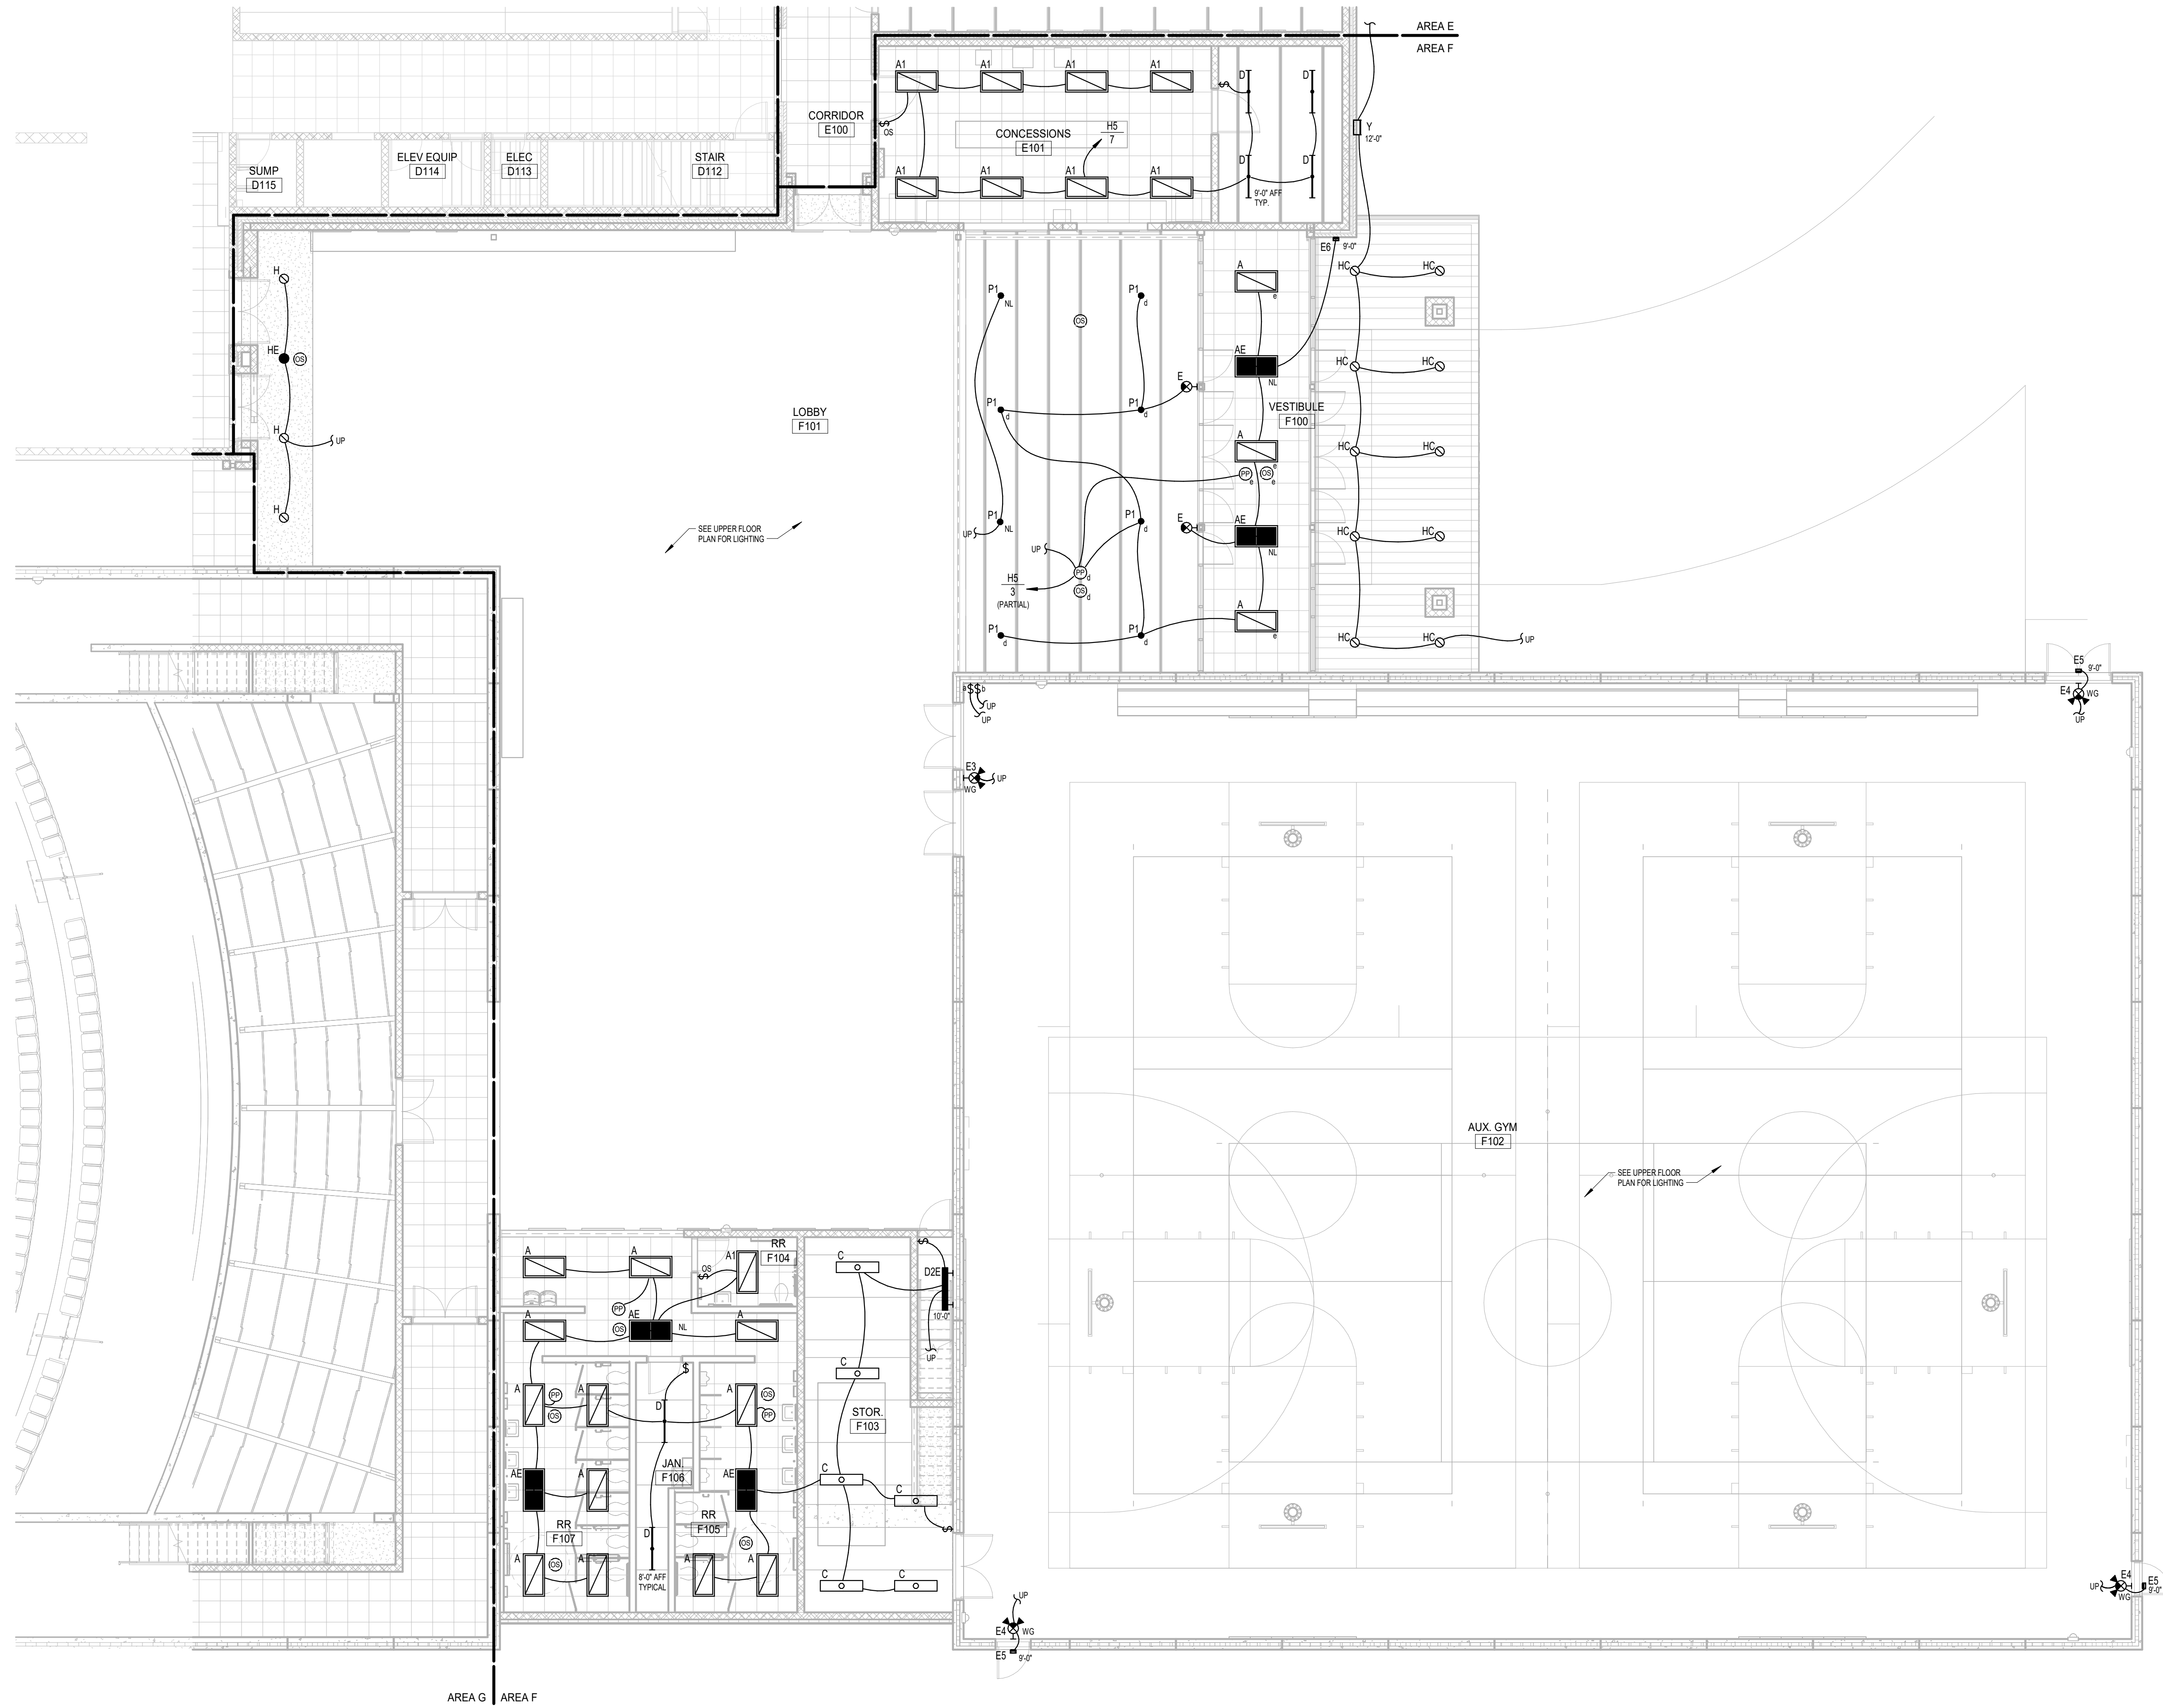 AREA E
AREA F
A1
A1
A1
A1
D
D
$
CORRIDOR
E100
$
OS
CONCESSIONS
E101
H5
7
Y
12'-0"
SUMP
D115
ELEV EQUIP
D114
ELEC
D113
STAIR
D112
A1
A1
A1
A1
D
D
9'-0" AFF
TYP.
E6
9'-0"
H
A
e
HC
HC
P1
NL
P1
d
OS
HE
OS
AE
NL
HC
HC
E
LOBBY
F101
P1
d
P1
d
VESTIBULE
F100
H
UP
A
e
HC
HC
PP
e
OS
e
H
P1
NL
P1
d
E
AE
NL
HC
HC
SEE UPPER FLOOR
PLAN FOR LIGHTING
UP
UP
PP
d
OS
d
H5
3
(PARTIAL)
A
e
P1
d
P1
d
HC
HC
UP
E5
9'-0"
E4
WG
UP
a$$b
UP
UP
E3
UP
WG
AUX. GYM
F102
SEE UPPER FLOOR
PLAN FOR LIGHTING
A
A
A1
RR
F104
OS
$
C
$
D2E
10'-0"
UP
PP
A
OS
AE
NL
A
$
C
A
PP
OS
A
D
A
OS
PP
STOR.
F103
AE
A
JAN.
F106
AE
C
C
RR
F107
RR
F105
$
D
A
OS
A
8'-0" AFF
TYPICAL
A
A
OS
C
C
UP
E4
WG
E5
9'-0"
UP
E4
WG
E5
9'-0"
AREA G
AREA F